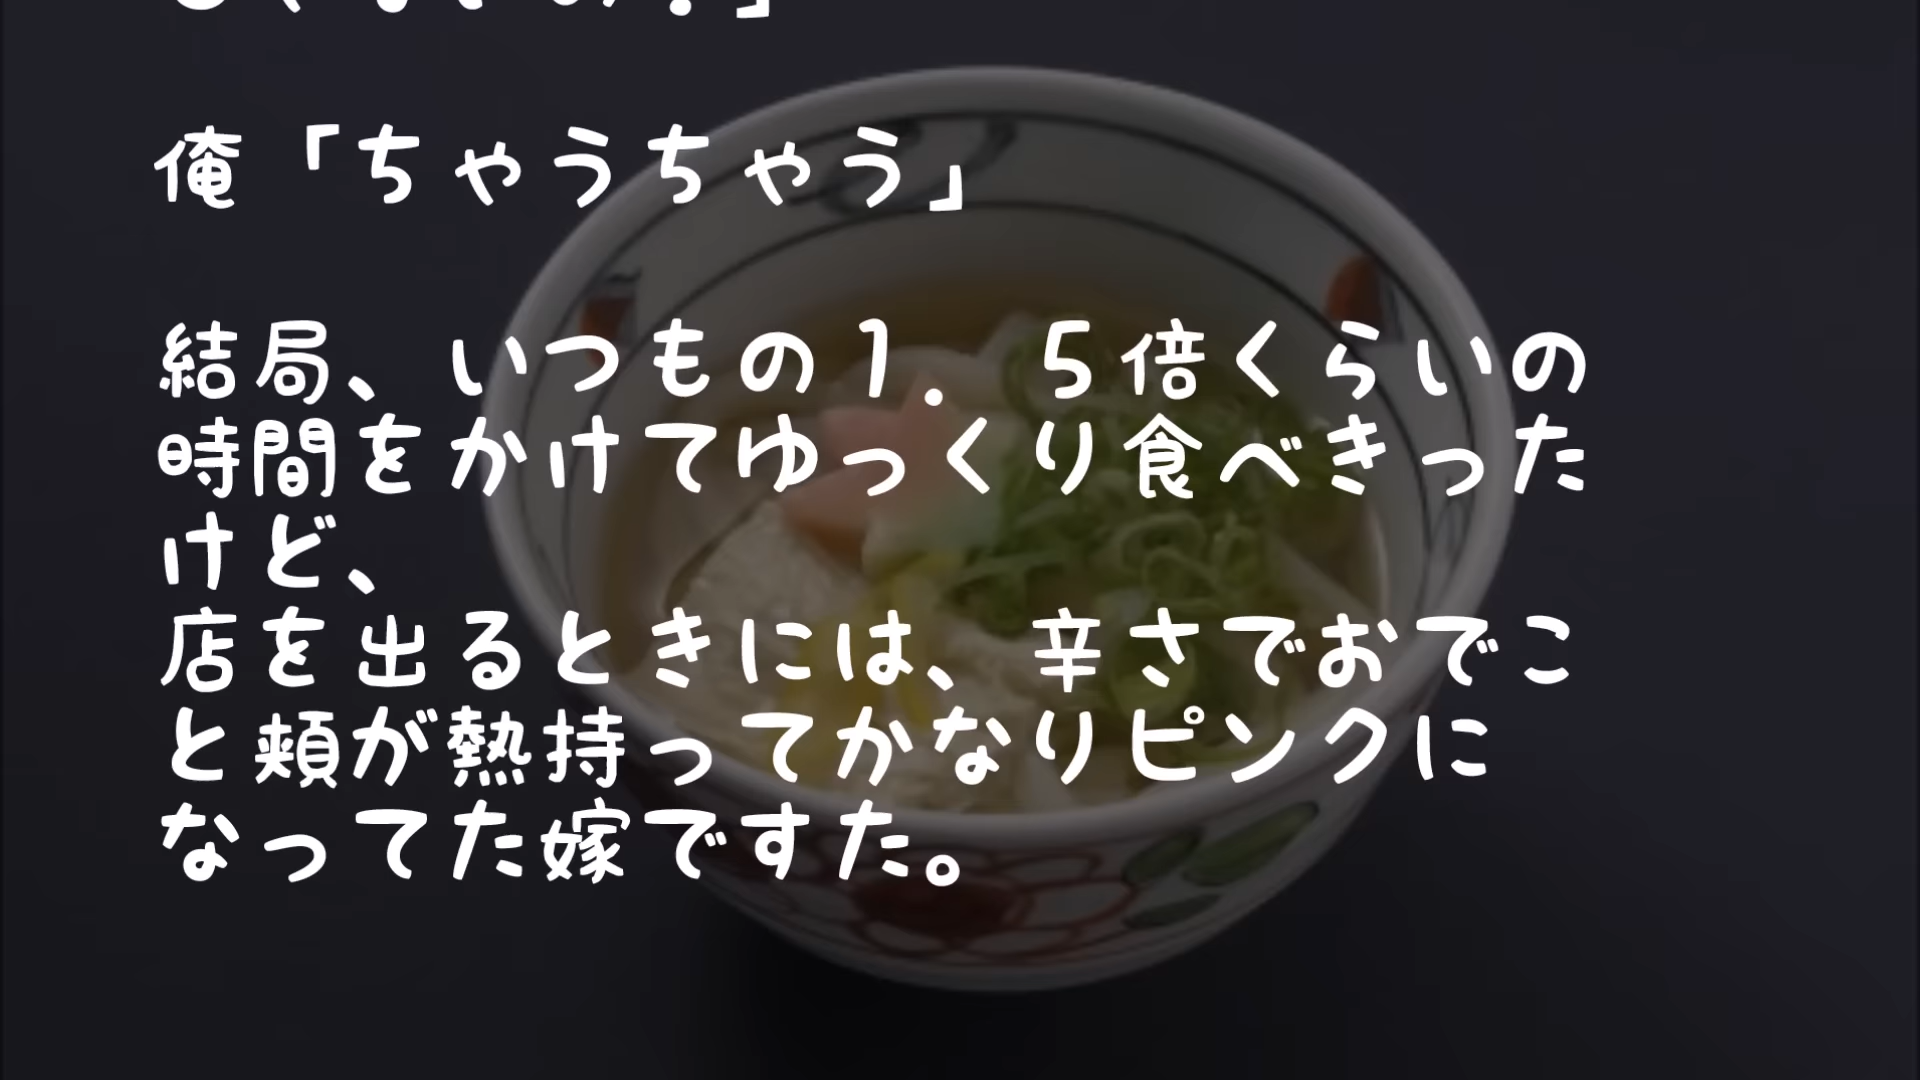 俺「ちゃうちゃう」
結局、いつもの１．５倍くらいの
時間をかけてゆっくり食べきった
けど、
店を出るときには、辛さでおでこ
と頬が熱持ってかなりピンクに
なってた嫁ですた。